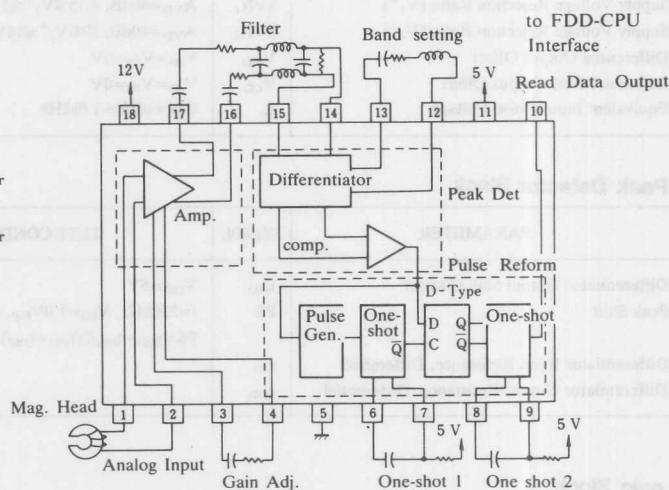 to FDD-CPU
Interface
Filter
Band setting
12V
5 V
Read Data Output
18 17 16 15 14 13 12 11 10
Differentiator
Amp.
Peak Det
comp.
Pulse Reform
D-Type
Pulse
Gen.
One-
shot
Q
D Q
C Q
One-shot
Mag. Head
1 2 3 4 5 6 7 8 9
5 V
5 V
Analog Input
Gain Adj.
One-shot 1
One shot 2